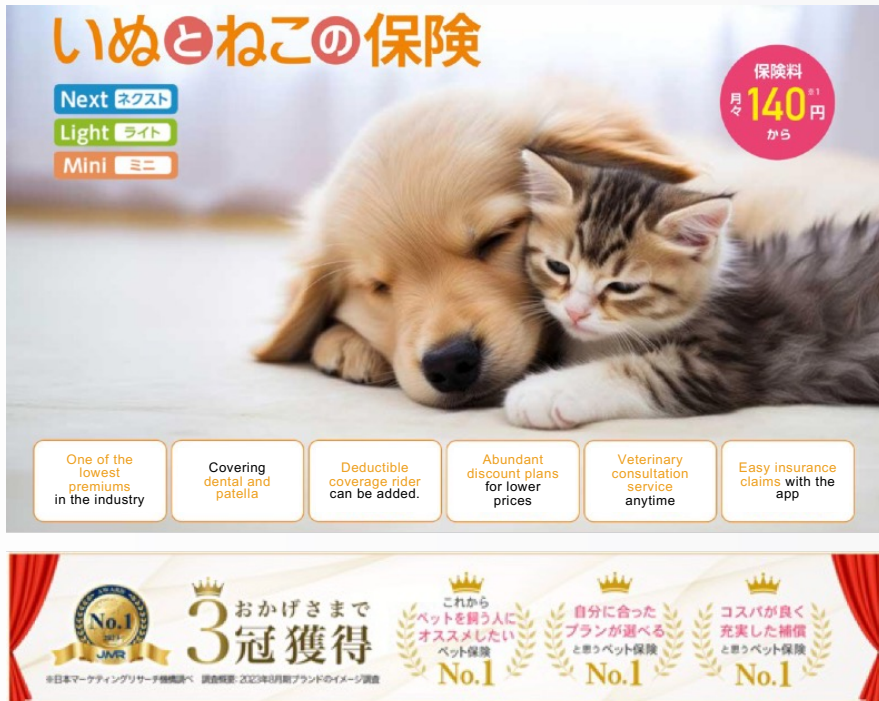 いぬとねこの保険
Next ネクスト
Light ライト
Mini ミニ
保険料
月々140※1円
から
One of the
lowest
premiums
in the industry
Covering
dental and
patella
Deductible
coverage rider
can be added.
Abundant
discount plans
for lower
prices
Veterinary
consultation
service
anytime
Easy insurance
claims with the
app
AWARD
No.1
JMR
おかげさまで
3冠獲得
※日本マーケティングリサーチ機構調べ 調査概要: 2023年8月期ブランドのイメージ調査
これから
ペットを飼う人に
オススメしたい
ペット保険
No.1
自分に合った
プランが選べる
と思うペット保険
No.1
コスパが良く
充実した補償
と思うペット保険
No.1